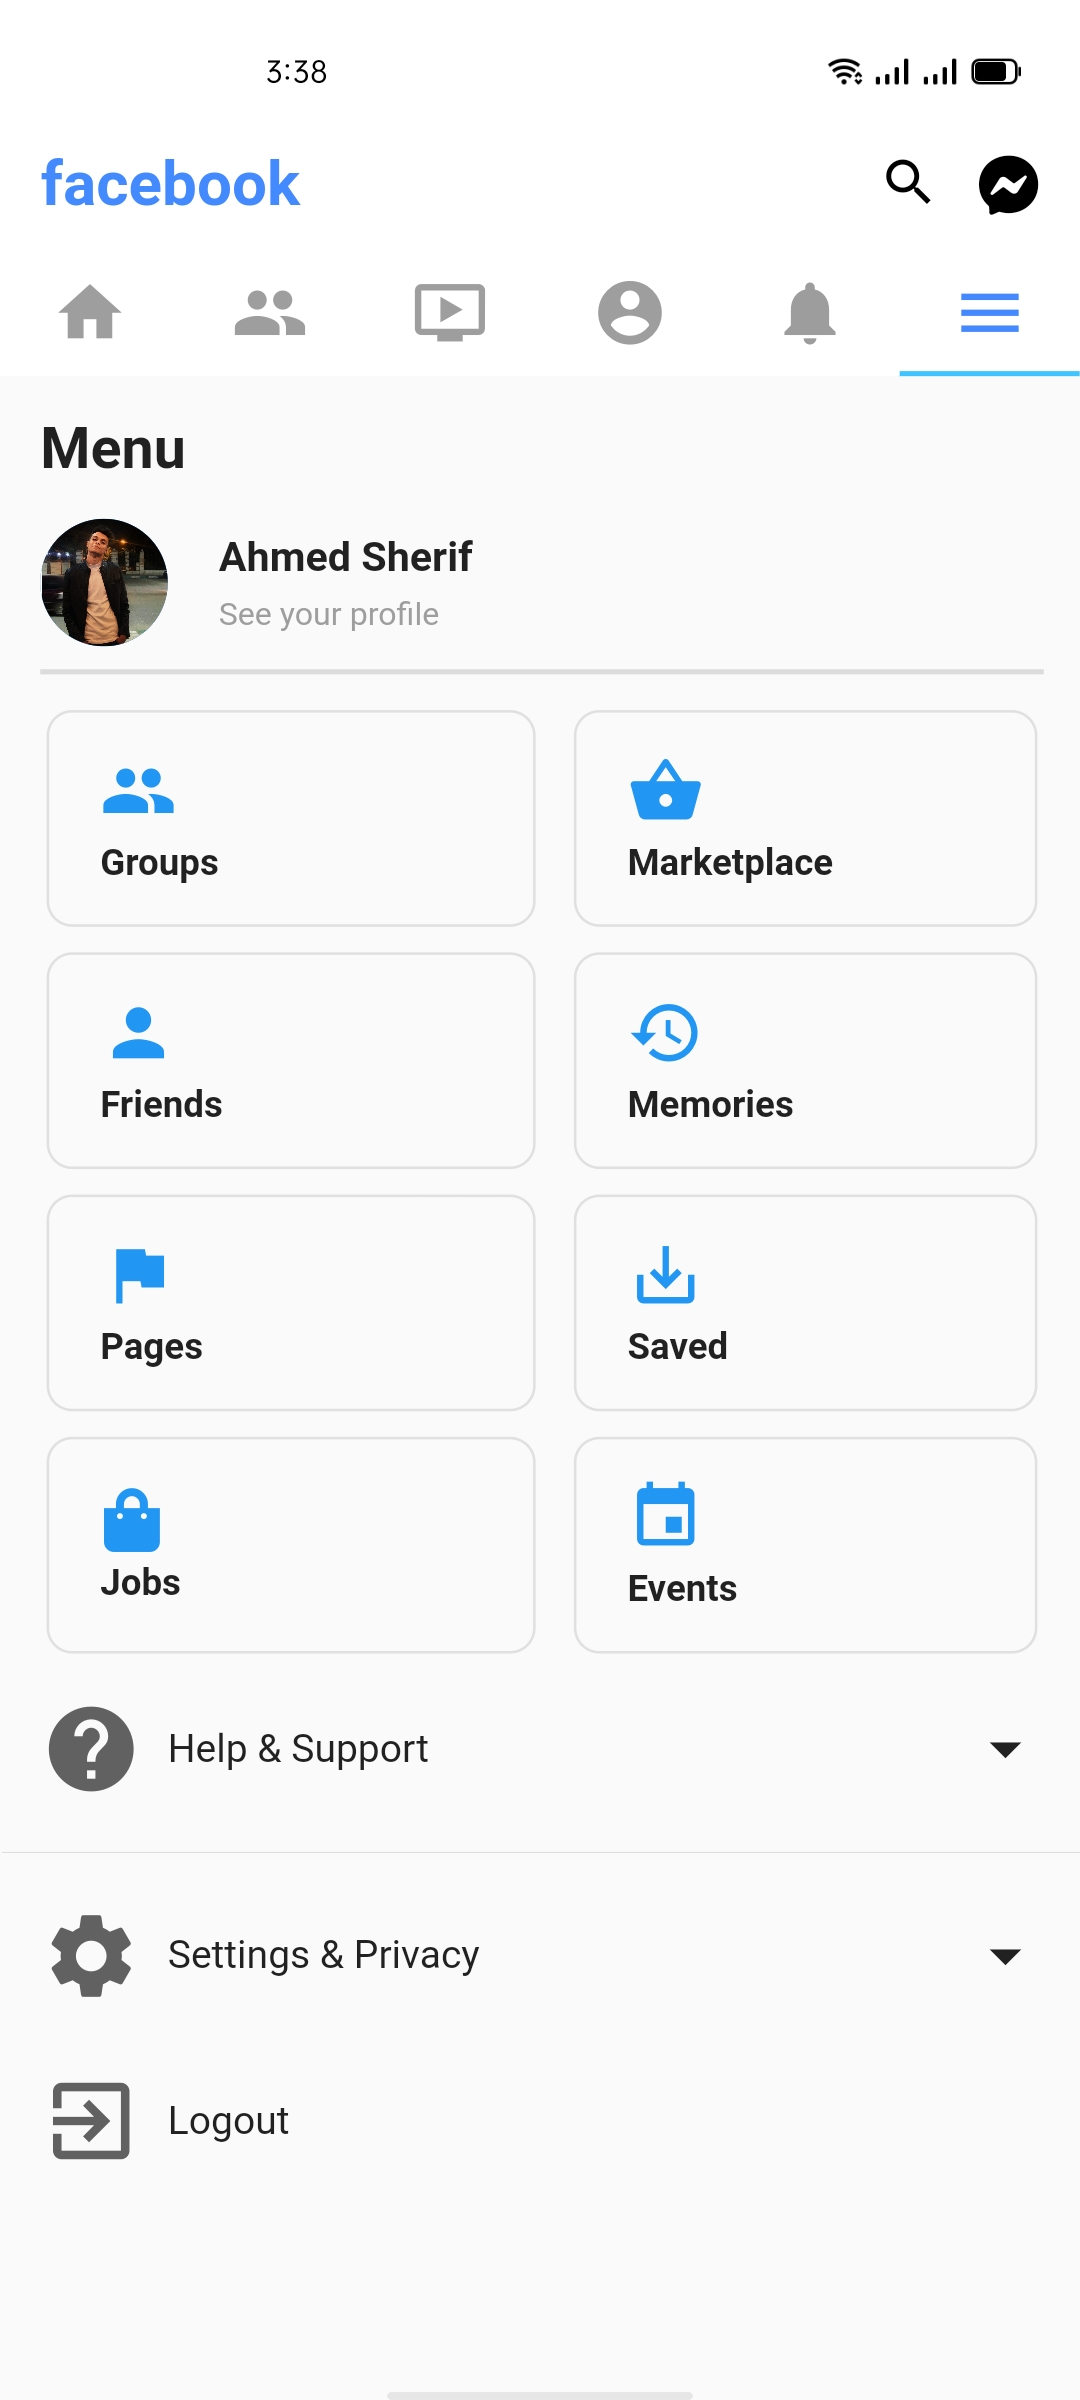 3:38
facebook
Menu
Ahmed Sherif
See your profile
Groups
Marketplace
Friends
Memories
Pages
Saved
Jobs
Events
Help & Support
Settings & Privacy
Logout